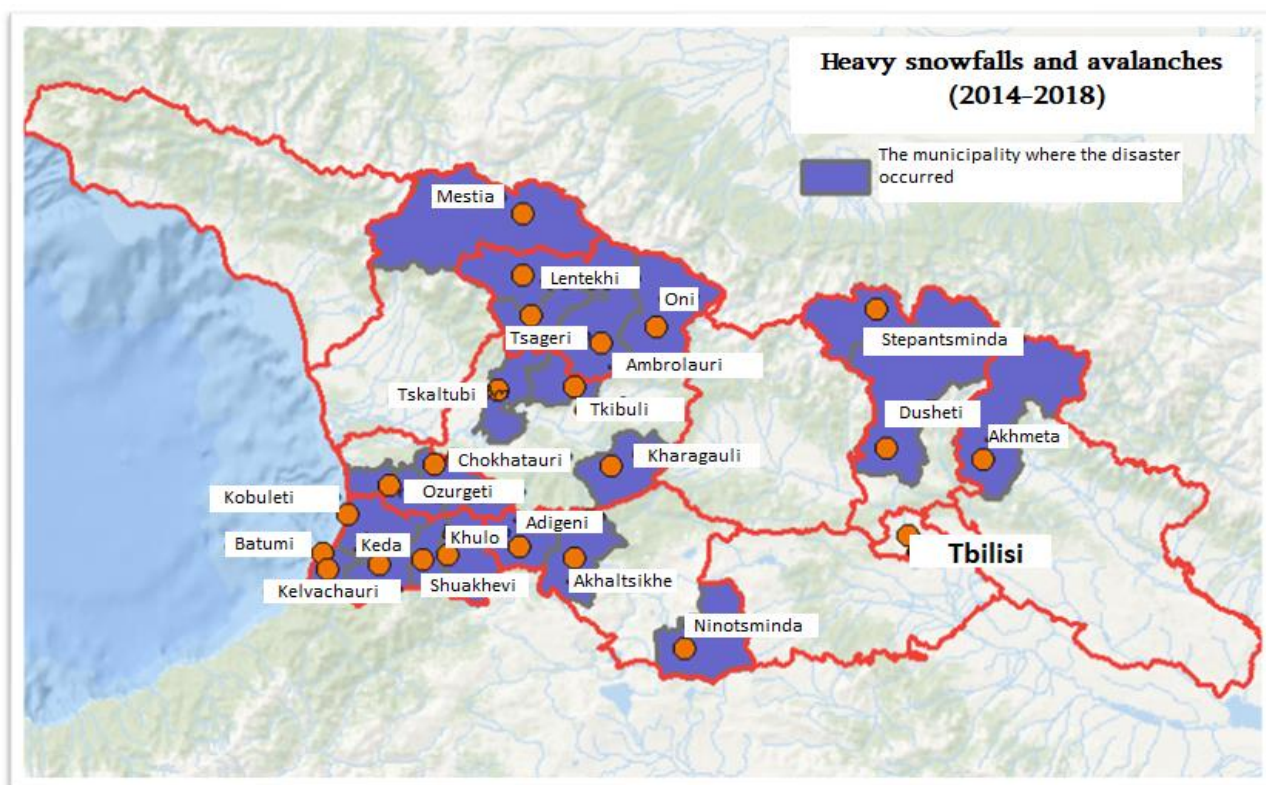 Heavy snowfalls and avalanches
(2014-2018)
The municipality where the disaster
occurred
Mestia
Lentekhi
Oni
Tsageri
Ambrolauri
Stepantsminda
Tskaltubi
Tkibuli
Dusheti
Akhmeta
Chokhatauri
Kharagauli
Ozurgeti
Kobuleti
Adigeni
Batumi
Keda
Khulo
Tbilisi
Kelvachauri
Shuakhevi
Akhaltsikhe
Ninotsminda